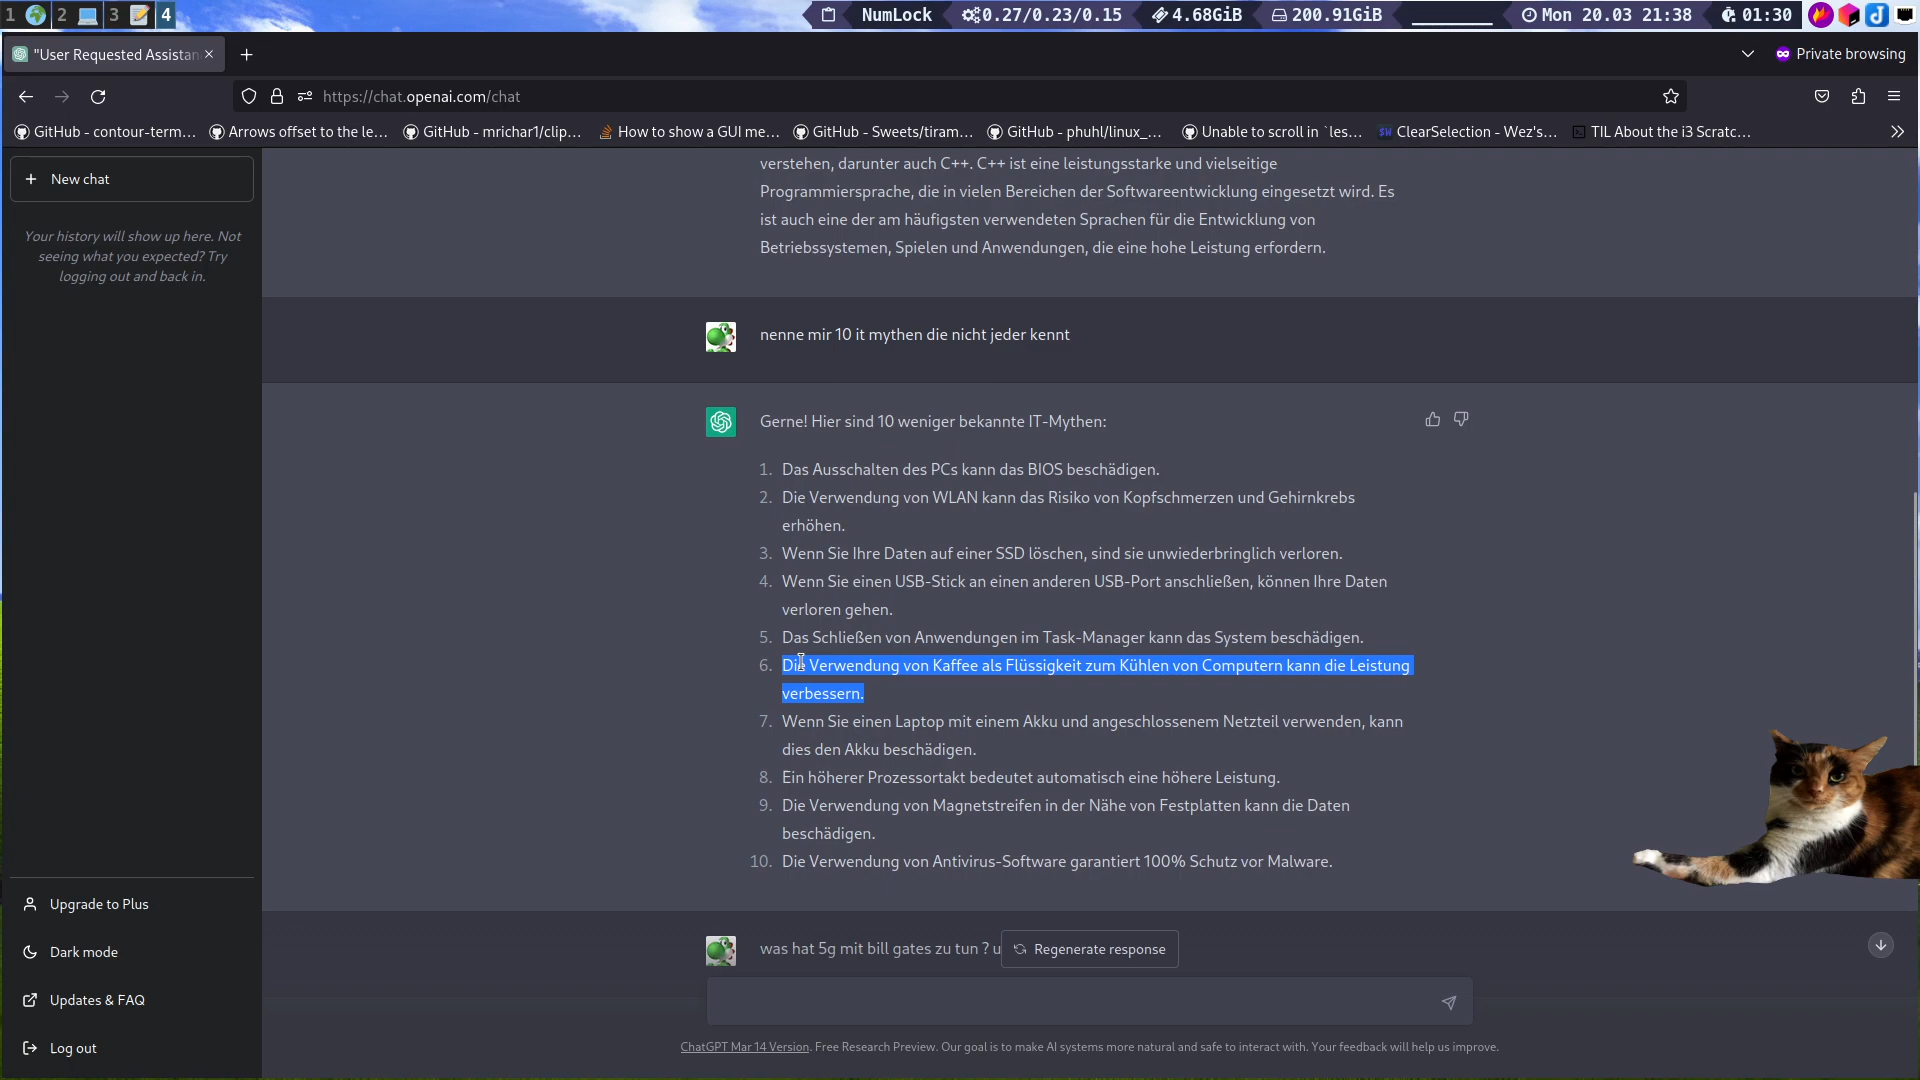 1 2 3 4 NumLock 0.27/0.23/0.15 4.68GiB 200.91GiB Mon 20.03 21:38 01:30
"User Requested Assistan Private browsing
https://chat.openai.com/chat
GitHub - contour-term… Arrows offset to the le… GitHub - mrichar1/clip… How to show a GUI me… GitHub - Sweets/tiram… GitHub - phuhl/linux_… Unable to scroll in `les… ClearSelection - Wez's… TIL About the i3 Scratc…
New chat
Your history will show up here. Not
seeing what you expected? Try
logging out and back in.
verstehen, darunter auch C++. C++ ist eine leistungsstarke und vielseitige
Programmiersprache, die in vielen Bereichen der Softwareentwicklung eingesetzt wird. Es
ist auch eine der am häufigsten verwendeten Sprachen für die Entwicklung von
Betriebssystemen, Spielen und Anwendungen, die eine hohe Leistung erfordern.
nenne mir 10 it mythen die nicht jeder kennt
Gerne! Hier sind 10 weniger bekannte IT-Mythen:
1. Das Ausschalten des PCs kann das BIOS beschädigen.
2. Die Verwendung von WLAN kann das Risiko von Kopfschmerzen und Gehirnkrebs
erhöhen.
3. Wenn Sie Ihre Daten auf einer SSD löschen, sind sie unwiederbringlich verloren.
4. Wenn Sie einen USB-Stick an einen anderen USB-Port anschließen, können Ihre Daten
verloren gehen.
5. Das Schließen von Anwendungen im Task-Manager kann das System beschädigen.
6. Die Verwendung von Kaffee als Flüssigkeit zum Kühlen von Computern kann die Leistung
verbessern.
7. Wenn Sie einen Laptop mit einem Akku und angeschlossenem Netzteil verwenden, kann
dies den Akku beschädigen.
8. Ein höherer Prozessortakt bedeutet automatisch eine höhere Leistung.
9. Die Verwendung von Magnetstreifen in der Nähe von Festplatten kann die Daten
beschädigen.
10. Die Verwendung von Antivirus-Software garantiert 100% Schutz vor Malware.
was hat 5g mit bill gates zu tun ? u
Regenerate response
Upgrade to Plus
Dark mode
Updates & FAQ
Log out
ChatGPT Mar 14 Version. Free Research Preview. Our goal is to make AI systems more natural and safe to interact with. Your feedback will help us improve.